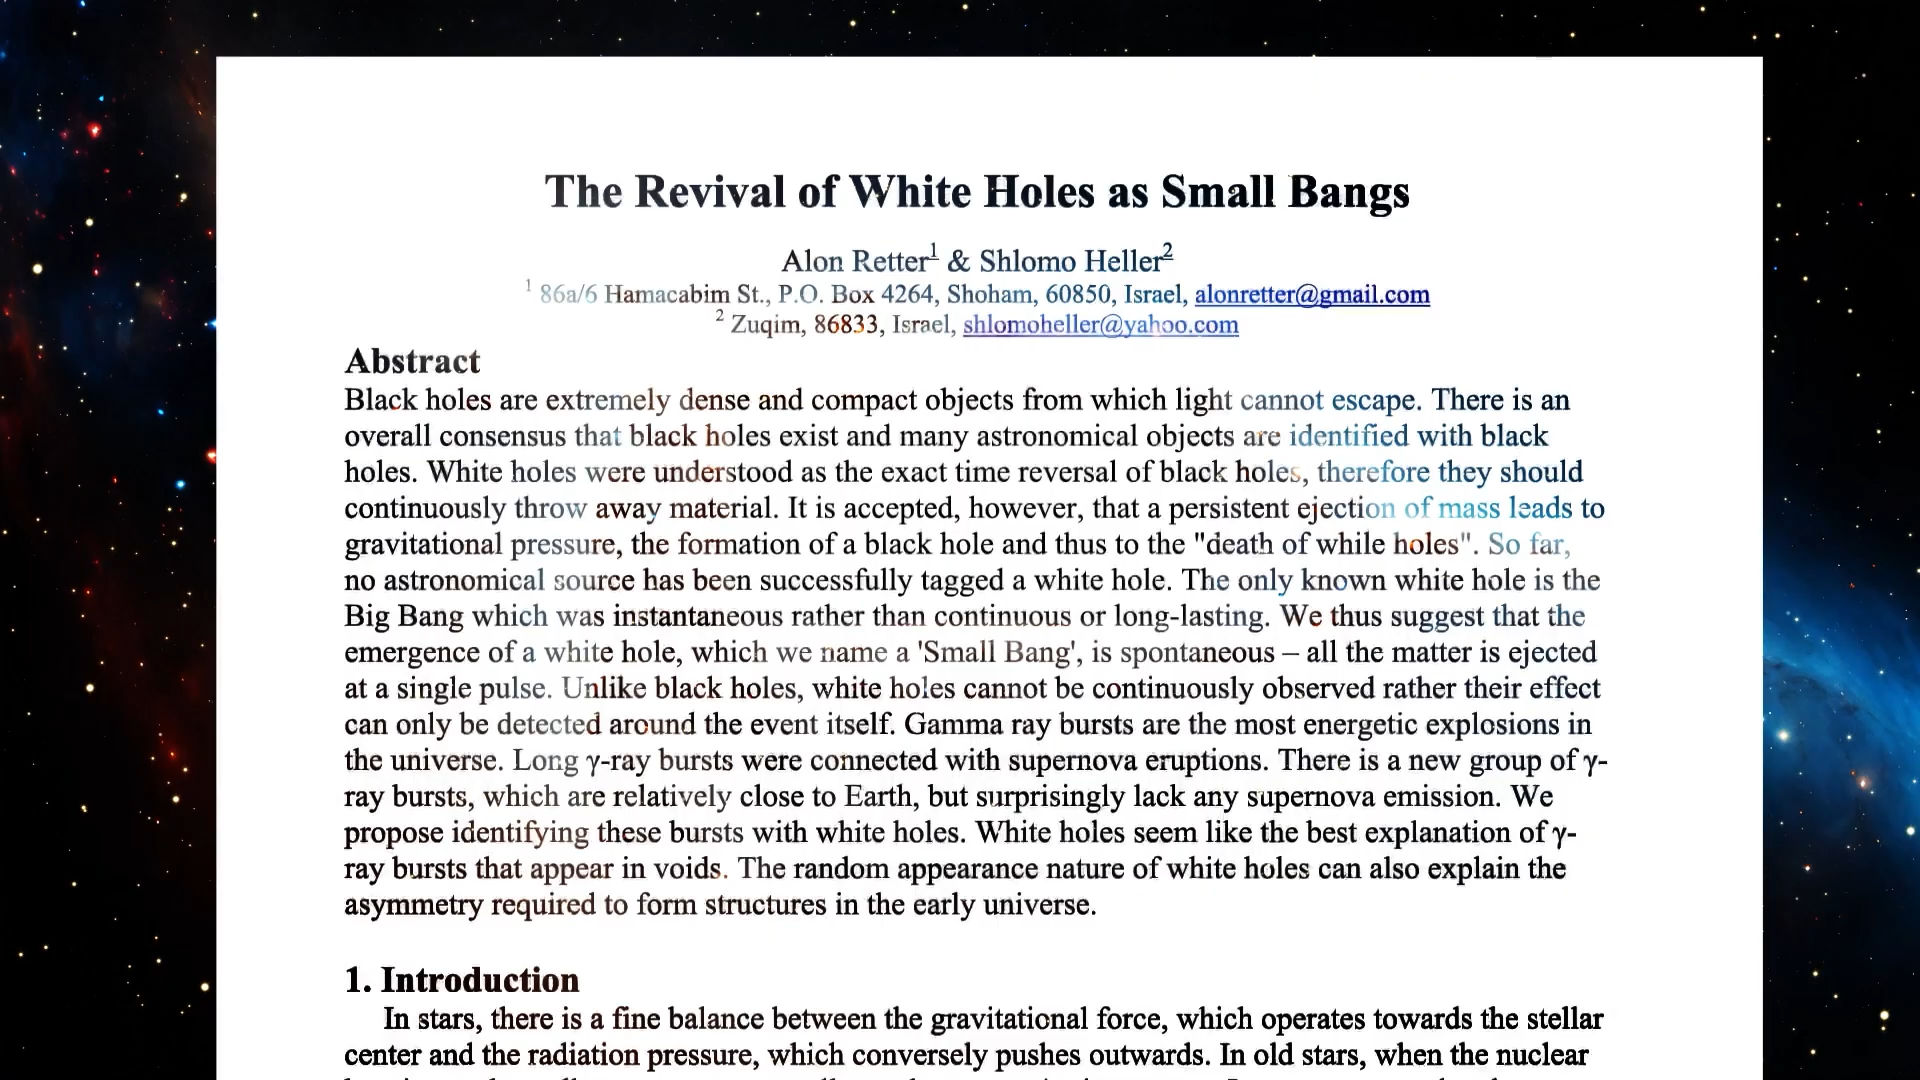 The Revival of White Holes as Small Bangs
Alon Retter¹ & Shlomo Heller²
¹ 86a/6 Hamacabim St., P.O. Box 4264, Shoham, 60850, Israel, alonretter@gmail.com
² Zuqim, 86833, Israel, shlomoheller@yahoo.com
Abstract
Black holes are extremely dense and compact objects from which light cannot escape. There is an
overall consensus that black holes exist and many astronomical objects are identified with black
holes. White holes were understood as the exact time reversal of black holes, therefore they should
continuously throw away material. It is accepted, however, that a persistent ejection of mass leads to
gravitational pressure, the formation of a black hole and thus to the "death of while holes". So far,
no astronomical source has been successfully tagged a white hole. The only known white hole is the
Big Bang which was instantaneous rather than continuous or long-lasting. We thus suggest that the
emergence of a white hole, which we name a 'Small Bang', is spontaneous – all the matter is ejected
at a single pulse. Unlike black holes, white holes cannot be continuously observed rather their effect
can only be detected around the event itself. Gamma ray bursts are the most energetic explosions in
the universe. Long γ-ray bursts were connected with supernova eruptions. There is a new group of γ-
ray bursts, which are relatively close to Earth, but surprisingly lack any supernova emission. We
propose identifying these bursts with white holes. White holes seem like the best explanation of γ-
ray bursts that appear in voids. The random appearance nature of white holes can also explain the
asymmetry required to form structures in the early universe.
1. Introduction
In stars, there is a fine balance between the gravitational force, which operates towards the stellar
center and the radiation pressure, which conversely pushes outwards. In old stars, when the nuclear